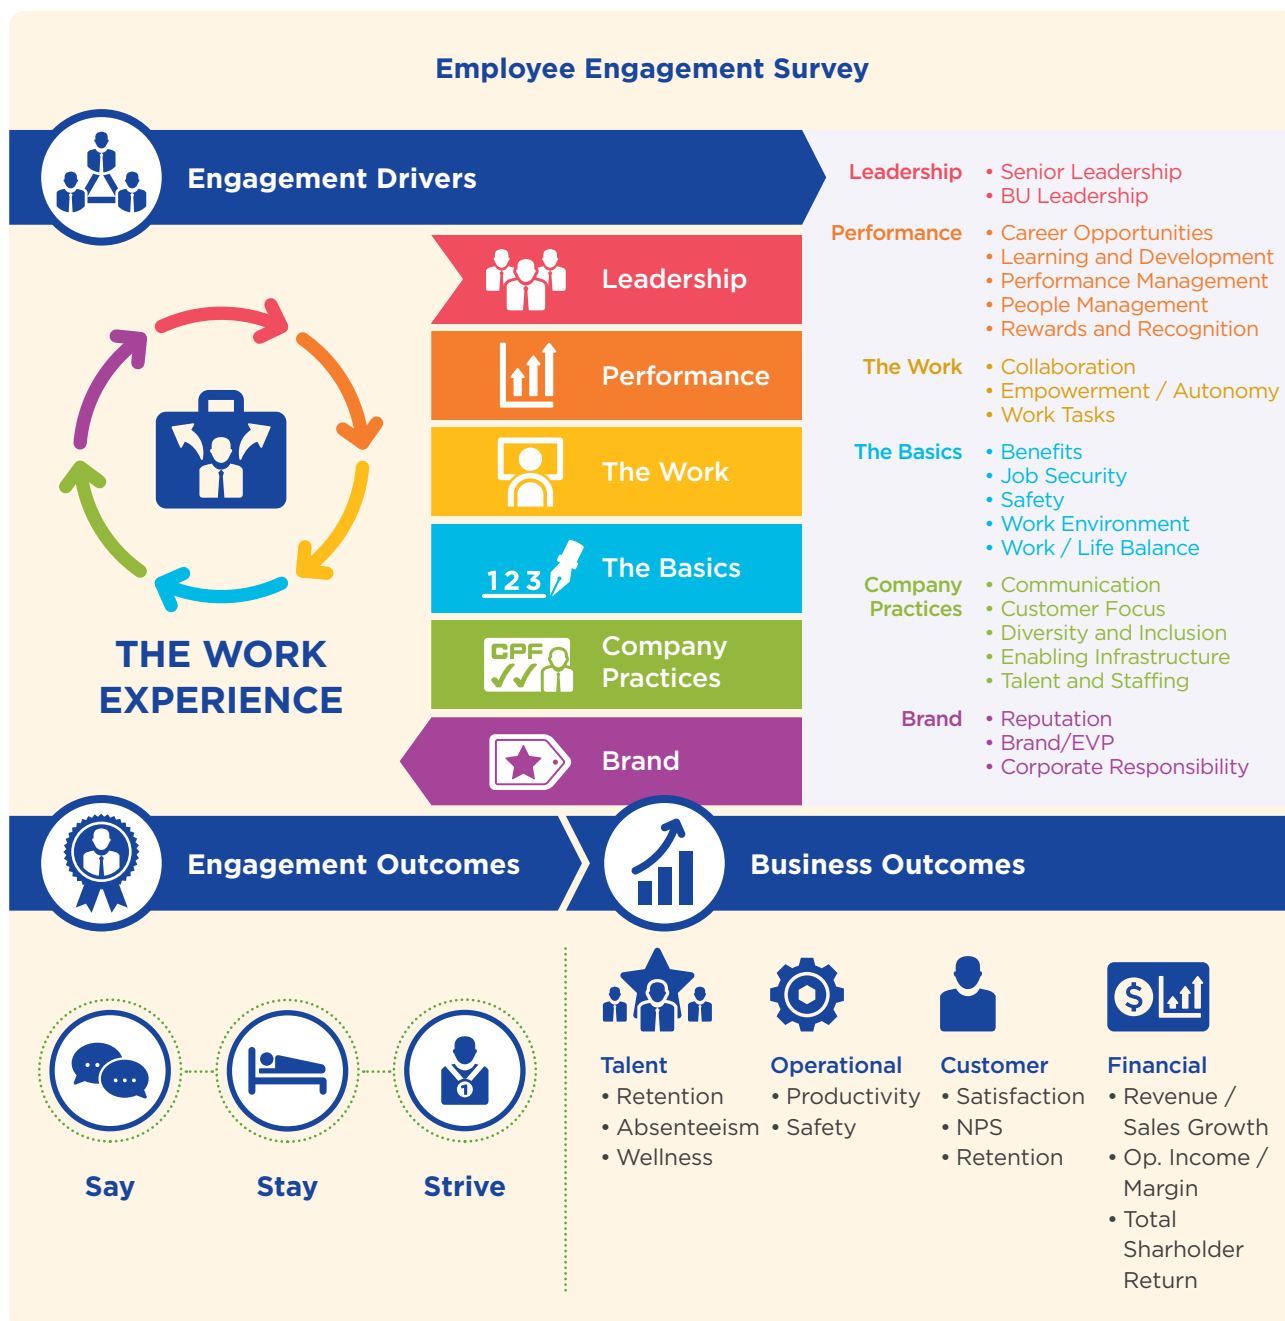 Employee Engagement Survey
Engagement Drivers
Leadership
Performance
The Work
1 2 3
The Basics
CPF
Company
Practices
Brand
THE WORK
EXPERIENCE
Leadership
• Senior Leadership
• BU Leadership
Performance
• Career Opportunities
• Learning and Development
• Performance Management
• People Management
• Rewards and Recognition
The Work
• Collaboration
• Empowerment / Autonomy
• Work Tasks
The Basics
• Benefits
• Job Security
• Safety
• Work Environment
• Work / Life Balance
Company
Practices
• Communication
• Customer Focus
• Diversity and Inclusion
• Enabling Infrastructure
• Talent and Staffing
Brand
• Reputation
• Brand/EVP
• Corporate Responsibility
Engagement Outcomes
Business Outcomes
1
Say
Stay
Strive
Talent
• Retention
• Absenteeism
• Wellness
Operational
• Productivity
• Safety
Customer
• Satisfaction
• NPS
• Retention
$
Financial
• Revenue /
Sales Growth
• Op. Income /
Margin
• Total
Sharholder
Return